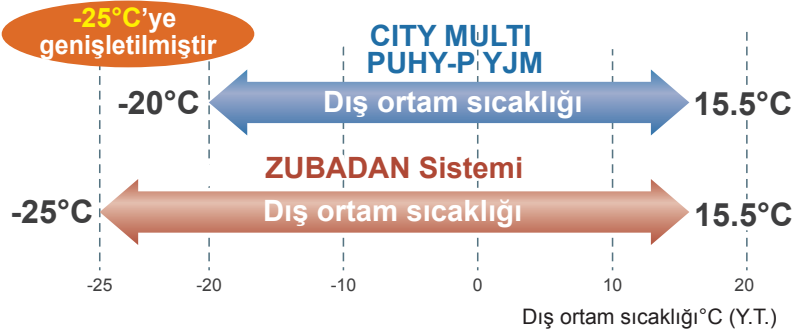 -25°C'ye
genişletilmiştir
CITY MULTI
PUHY-P YJM
-20°C
Dış ortam sıcaklığı
15.5°C
ZUBADAN Sistemi
-25°C
Dış ortam sıcaklığı
15.5°C
-25 -20 -10 0 10 20
Dış ortam sıcaklığı°C (Y.T.)